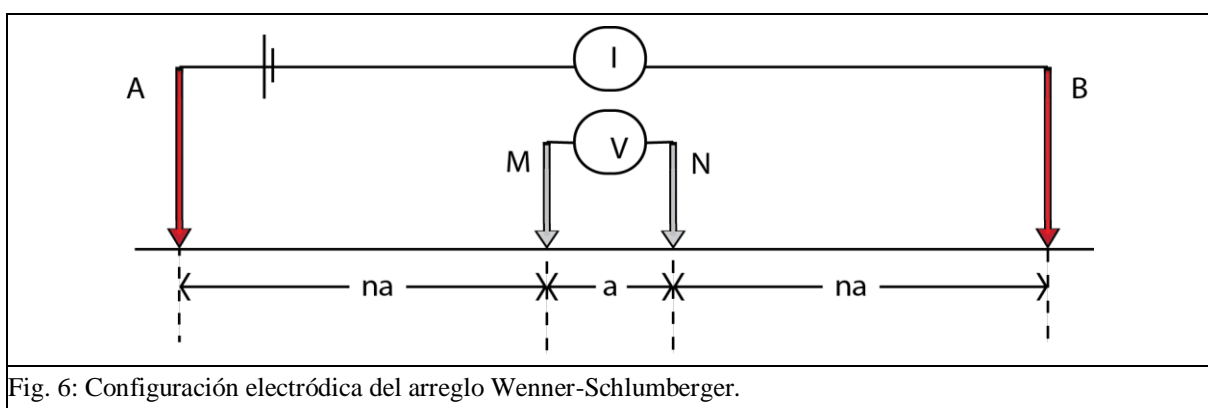 I
A
B
V
M
N
na
a
na
Fig. 6: Configuración electródica del arreglo Wenner-Schlumberger.